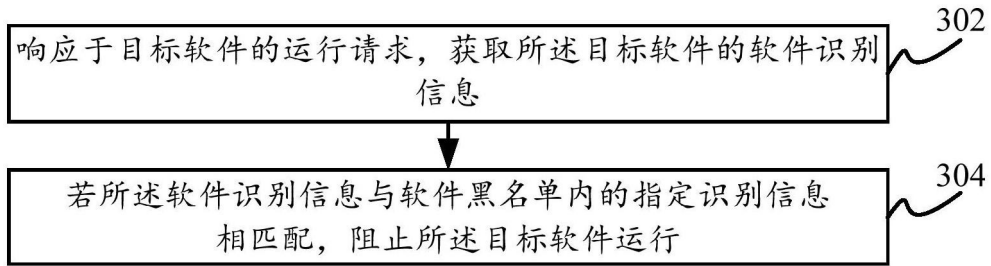 302
响应于目标软件的运行请求，获取所述目标软件的软件识别
信息
304
若所述软件识别信息与软件黑名单内的指定识别信息
相匹配，阻止所述目标软件运行